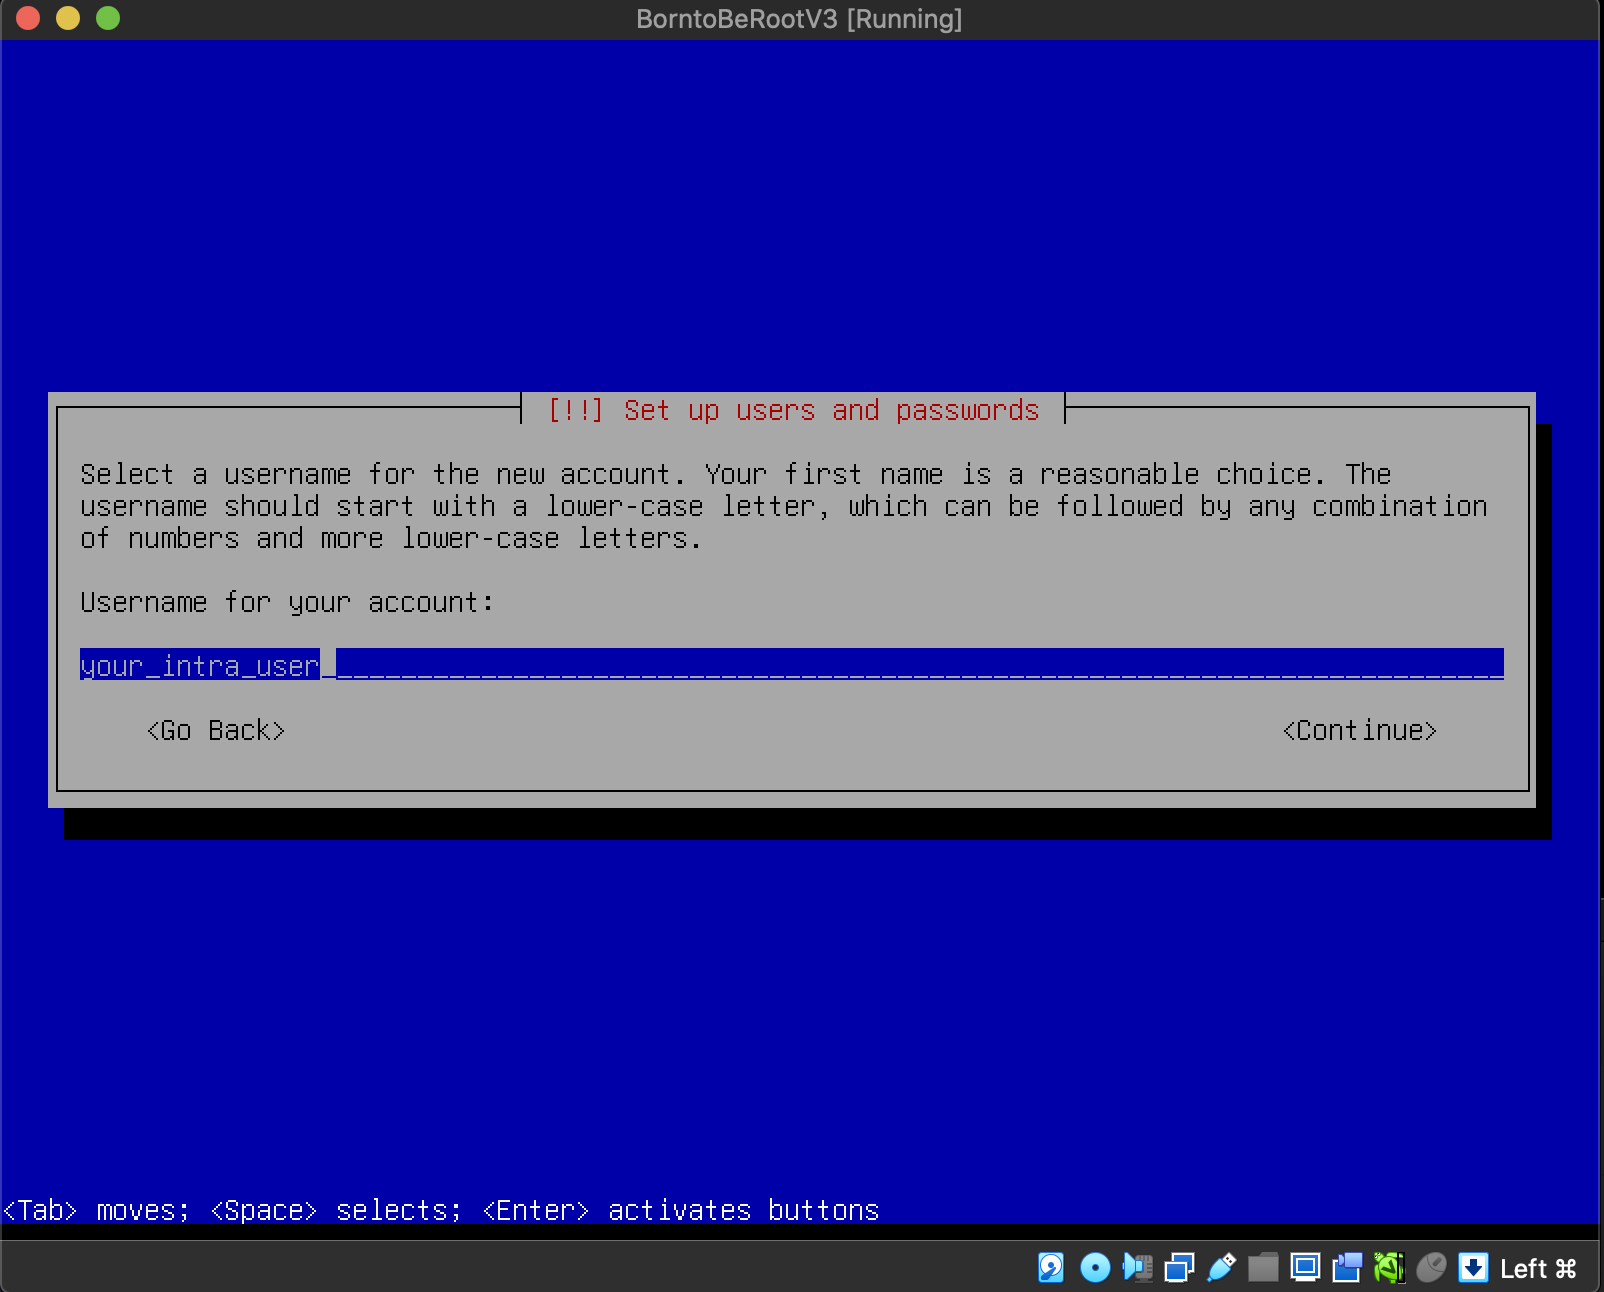 BorntoBeRootV3 [Running]
[!!] Set up users and passwords
Select a username for the new account. Your first name is a reasonable choice. The
username should start with a lower-case letter, which can be followed by any combination
of numbers and more lower-case letters.
Username for your account:
your_intra_user
<Go Back> <Continue>
<Tab> moves; <Space> selects; <Enter> activates buttons
Left ⌘